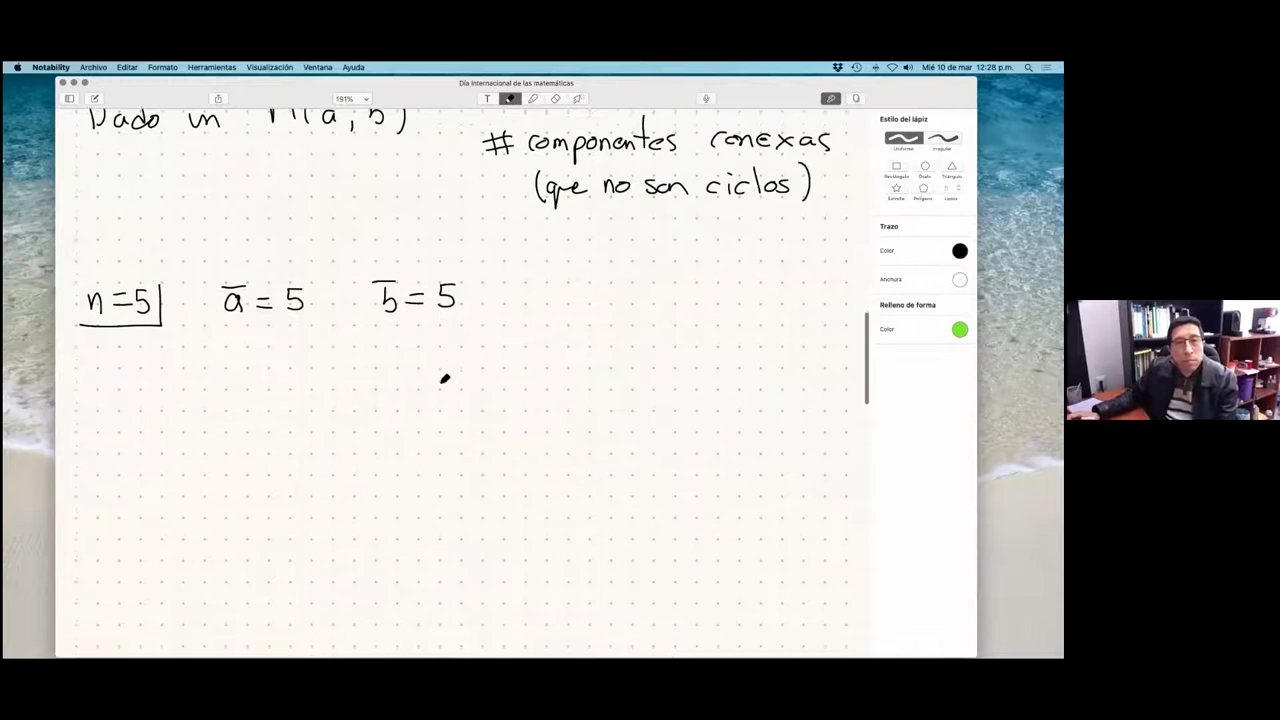 Notability Archivo Editar Formato Herramientas Visualización Ventana Ayuda Mié 10 de mar 12:28 p.m.
Día internacional de las matemáticas
191% T
Dado un
# componentes conexas
(que no son ciclos)
n=5 a̅ = 5 b̅ = 5
Estilo del lápiz
Uniforme Irregular
Rectángulo Óvalo Triángulo
Estrella Polígono Lados
Trazo
Color
Anchura
Relleno de forma
Color